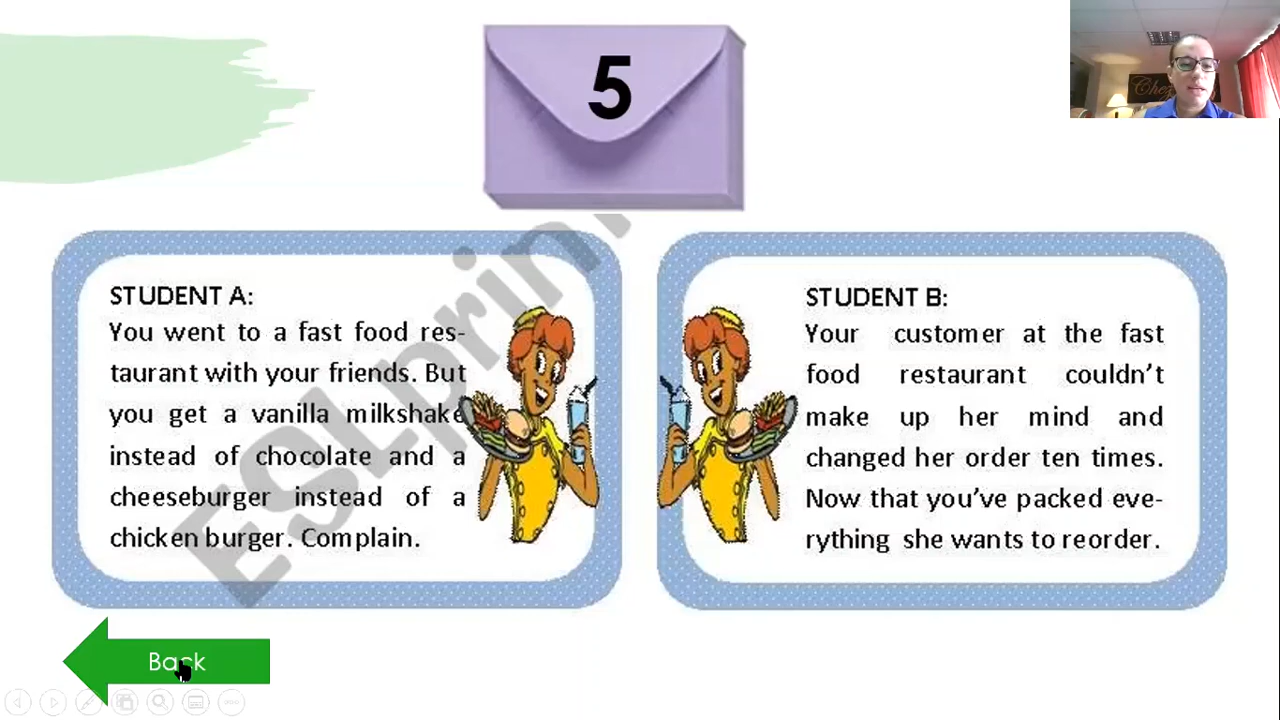 5
Chez
STUDENT A:
You went to a fast food res-
taurant with your friends. But
you get a vanilla milkshake
instead of chocolate and a
cheeseburger instead of a
chicken burger. Complain.
STUDENT B:
Your customer at the fast
food restaurant couldn't
make up her mind and
changed her order ten times.
Now that you've packed eve-
rything she wants to reorder.
ESLprin
Back